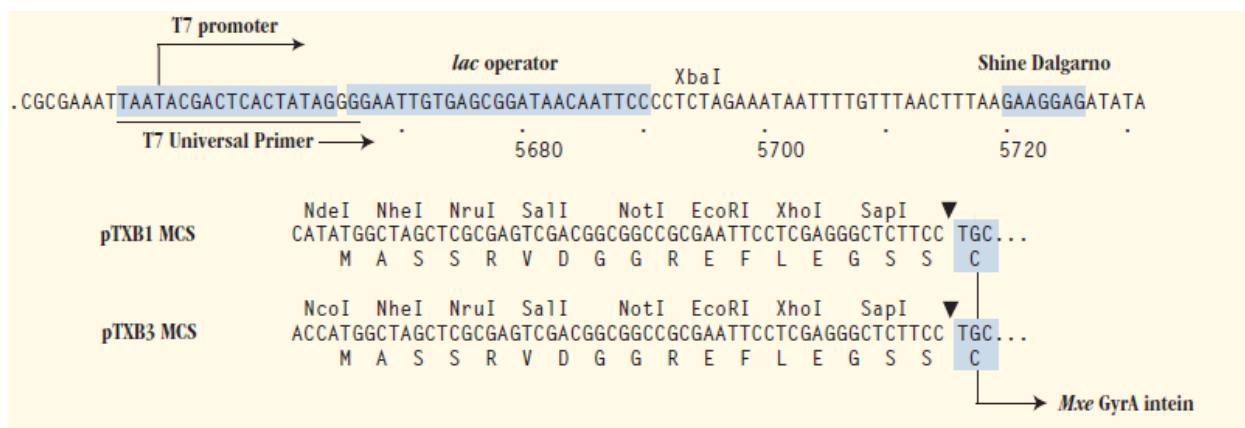 T7 promoter
lac operator
XbaI
Shine Dalgarno
.CGCGAAATTAATACGACTCACTATAGGGGAATTGTGAGCGGATAACAATTCCCCTCTAGAAATAATTTTGTTTAACTTTAAGAAGGAGATATA
T7 Universal Primer
5680 5700 5720
NdeI NheI NruI SalI NotI EcoRI XhoI SapI
pTXB1 MCS CATATGGCTAGCTCGCGAGTCGACGGCGGCCGCGAATTCCTCGAGGGCTCTTCC TGC...
M A S S R V D G G R E F L E G S S C
NcoI NheI NruI SalI NotI EcoRI XhoI SapI
pTXB3 MCS ACCATGGCTAGCTCGCGAGTCGACGGCGGCCGCGAATTCCTCGAGGGCTCTTCC TGC...
M A S S R V D G G R E F L E G S S C
Mxe GyrA intein